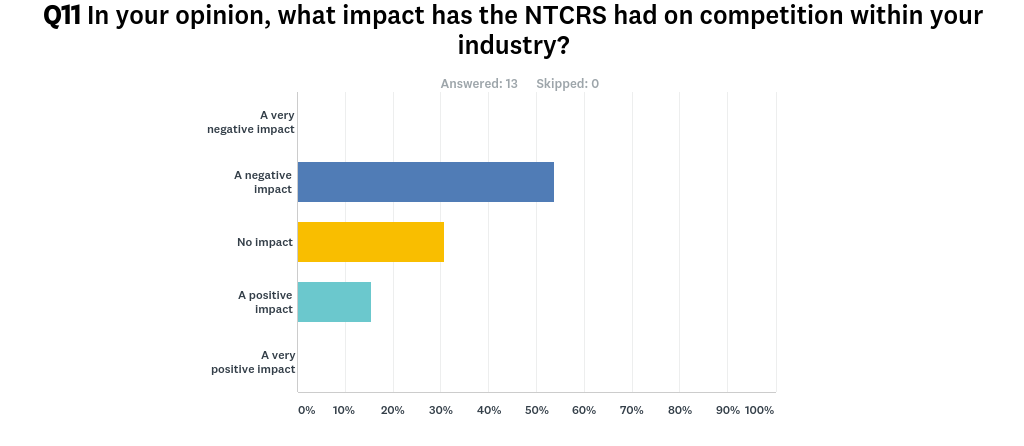 Q11 In your opinion, what impact has the NTCRS had on competition within your
industry?
Answered: 13 Skipped: 0
A very
negative impact
A negative
impact
No impact
A positive
impact
A very
positive impact
0% 10% 20% 30% 40% 50% 60% 70% 80% 90% 100%